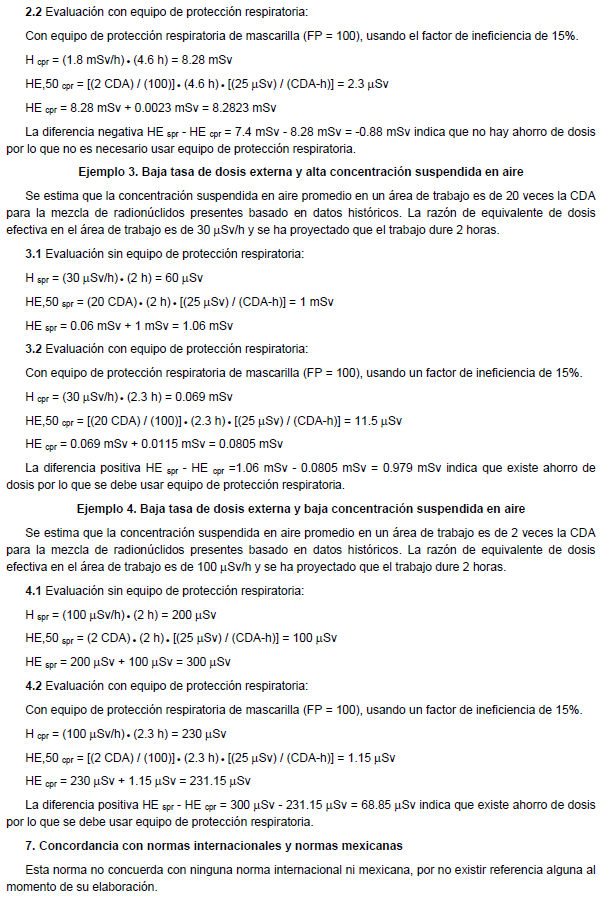 2.2 Evaluación con equipo de protección respiratoria:
Con equipo de protección respiratoria de mascarilla (FP = 100), usando el factor de ineficiencia de 15%.
H cpr = (1.8 mSv/h)• (4.6 h) = 8.28 mSv
HE,50 cpr = [(2 CDA) / (100)]• (4.6 h)• [(25 μSv) / (CDA-h)] = 2.3 μSv
HE cpr = 8.28 mSv + 0.0023 mSv = 8.2823 mSv
La diferencia negativa HE spr - HE cpr = 7.4 mSv - 8.28 mSv = -0.88 mSv indica que no hay ahorro de dosis
por lo que no es necesario usar equipo de protección respiratoria.
Ejemplo 3. Baja tasa de dosis externa y alta concentración suspendida en aire
Se estima que la concentración suspendida en aire promedio en un área de trabajo es de 20 veces la CDA
para la mezcla de radionúclidos presentes basado en datos históricos. La razón de equivalente de dosis
efectiva en el área de trabajo es de 30 μSv/h y se ha proyectado que el trabajo dure 2 horas.
3.1 Evaluación sin equipo de protección respiratoria:
H spr = (30 μSv/h)• (2 h) = 60 μSv
HE,50 spr = (20 CDA)• (2 h)• [(25 μSv) / (CDA-h)] = 1 mSv
HE spr = 0.06 mSv + 1 mSv = 1.06 mSv
3.2 Evaluación con equipo de protección respiratoria:
Con equipo de protección respiratoria de mascarilla (FP = 100), usando un factor de ineficiencia de 15%.
H cpr = (30 μSv/h)• (2.3 h) = 0.069 mSv
HE,50 cpr = [(20 CDA) / (100)]• (2.3 h)• [(25 μSv) / (CDA-h)] = 11.5 μSv
HE cpr = 0.069 mSv + 0.0115 mSv = 0.0805 mSv
La diferencia positiva HE spr - HE cpr =1.06 mSv - 0.0805 mSv = 0.979 mSv indica que existe ahorro de
dosis por lo que se debe usar equipo de protección respiratoria.
Ejemplo 4. Baja tasa de dosis externa y baja concentración suspendida en aire
Se estima que la concentración suspendida en aire promedio en un área de trabajo es de 2 veces la CDA
para la mezcla de radionúclidos presentes basado en datos históricos. La razón de equivalente de dosis
efectiva en el área de trabajo es de 100 μSv/h y se ha proyectado que el trabajo dure 2 horas.
4.1 Evaluación sin equipo de protección respiratoria:
H spr = (100 μSv/h)• (2 h) = 200 μSv
HE,50 spr = (2 CDA)• (2 h)• [(25 μSv) / (CDA-h)] = 100 μSv
HE spr = 200 μSv + 100 μSv = 300 μSv
4.2 Evaluación con equipo de protección respiratoria:
Con equipo de protección respiratoria de mascarilla (FP = 100), usando un factor de ineficiencia de 15%.
H cpr = (100 μSv/h)• (2.3 h) = 230 μSv
HE,50 cpr = [(2 CDA) / (100)]• (2.3 h)• [(25 μSv) / (CDA-h)] = 1.15 μSv
HE cpr = 230 μSv + 1.15 μSv = 231.15 μSv
La diferencia positiva HE spr - HE cpr = 300 μSv - 231.15 μSv = 68.85 μSv indica que existe ahorro de dosis
por lo que se debe usar equipo de protección respiratoria.
7. Concordancia con normas internacionales y normas mexicanas
Esta norma no concuerda con ninguna norma internacional ni mexicana, por no existir referencia alguna al
momento de su elaboración.